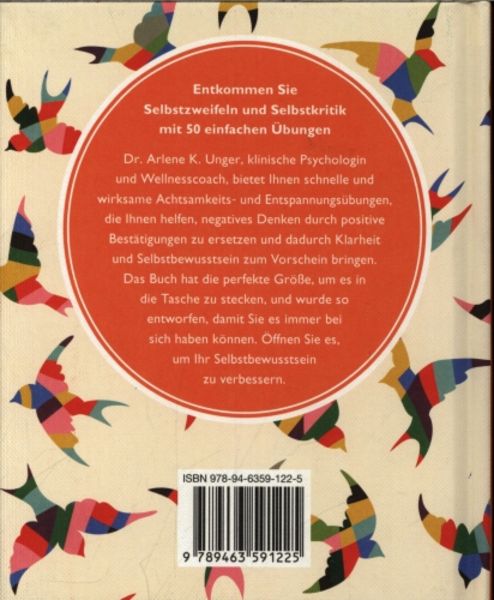 Entkommen Sie
Selbstzweifeln und Selbstkritik
mit 50 einfachen Übungen
Dr. Arlene K. Unger, klinische Psychologin
und Wellnesscoach, bietet Ihnen schnelle und
wirksame Achtsamkeits- und Entspannungsübungen,
die Ihnen helfen, negatives Denken durch positive
Bestätigungen zu ersetzen und dadurch Klarheit
und Selbstbewusstsein zum Vorschein bringen.
Das Buch hat die perfekte Größe, um es in
die Tasche zu stecken, und wurde so
entworfen, damit Sie es immer bei
sich haben können. Öffnen Sie es,
um Ihr Selbstbewusstsein
zu verbessern.
ISBN 978-94-6359-122-5
9 789463 591225